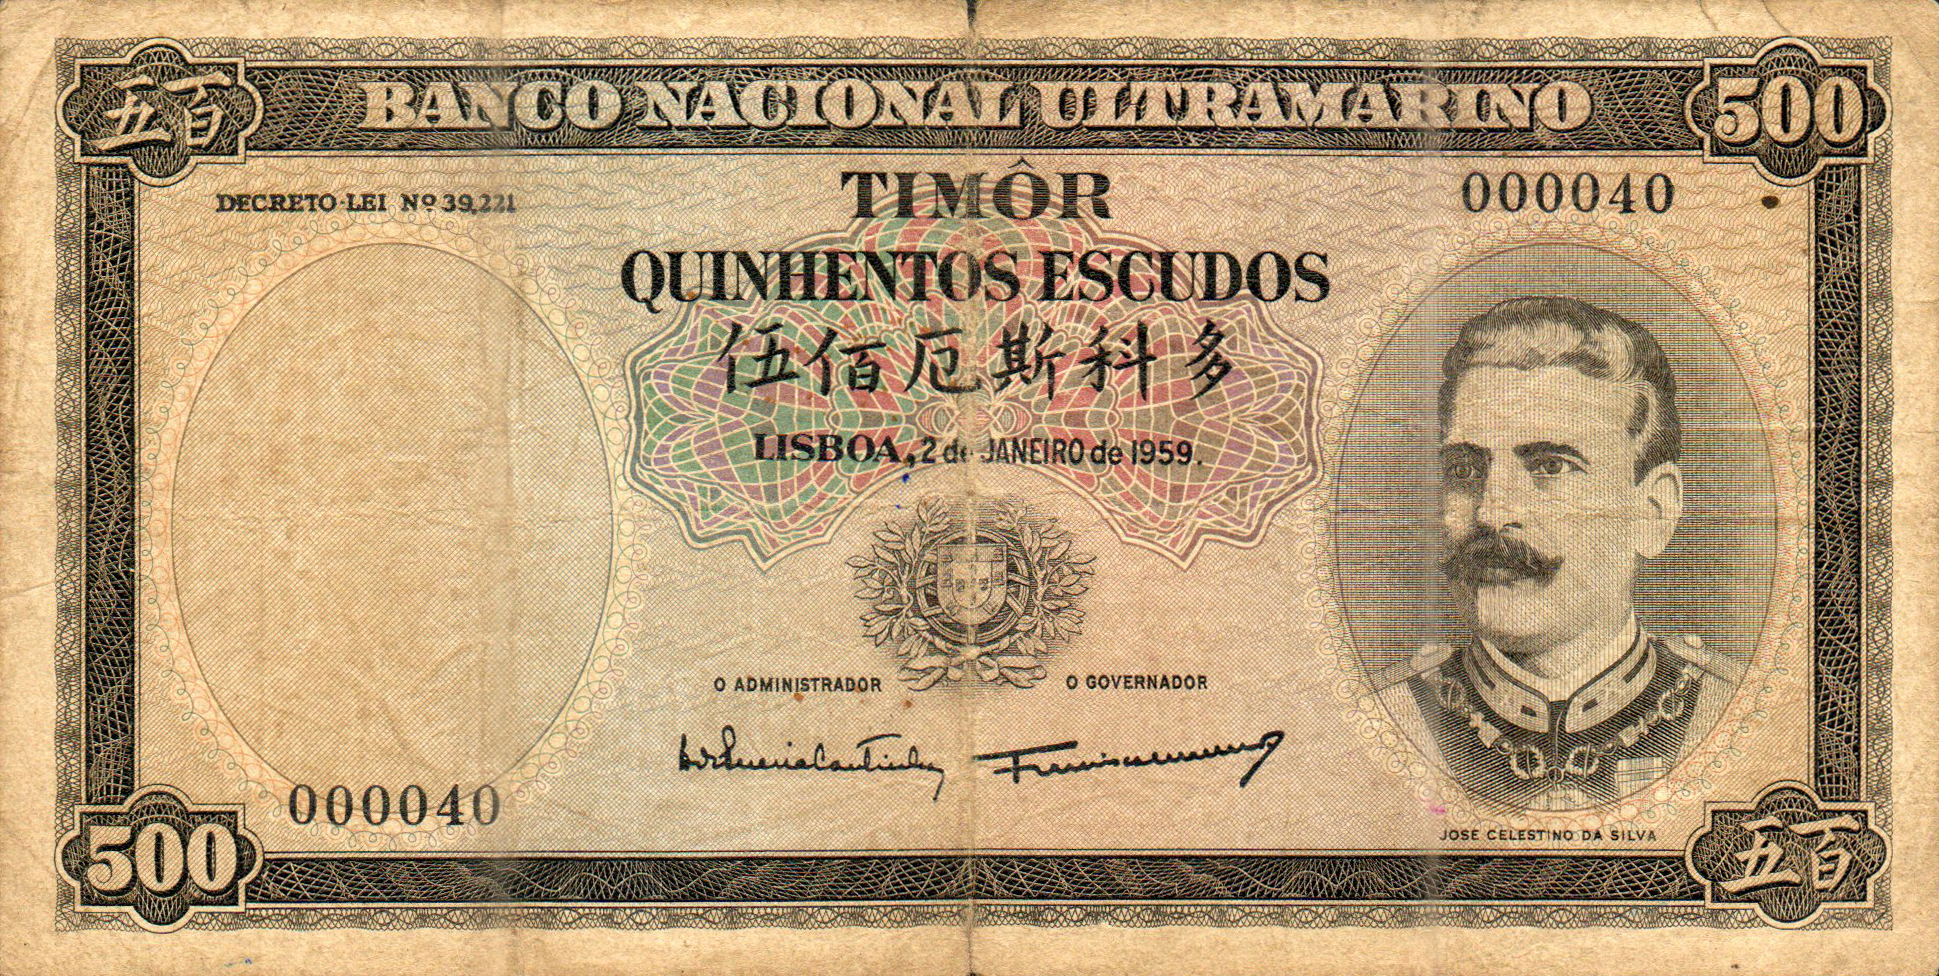 五百
BANCO NACIONAL ULTRAMARINO
500
TIMÔR
DECRETO-LEI Nº 39,221
000040
QUINHENTOS ESCUDOS
伍佰厄斯科多
LISBOA, 2 de JANEIRO de 1959.
O ADMINISTRADOR
O GOVERNADOR
000040
JOSE CELESTINO DA SILVA
500
五百